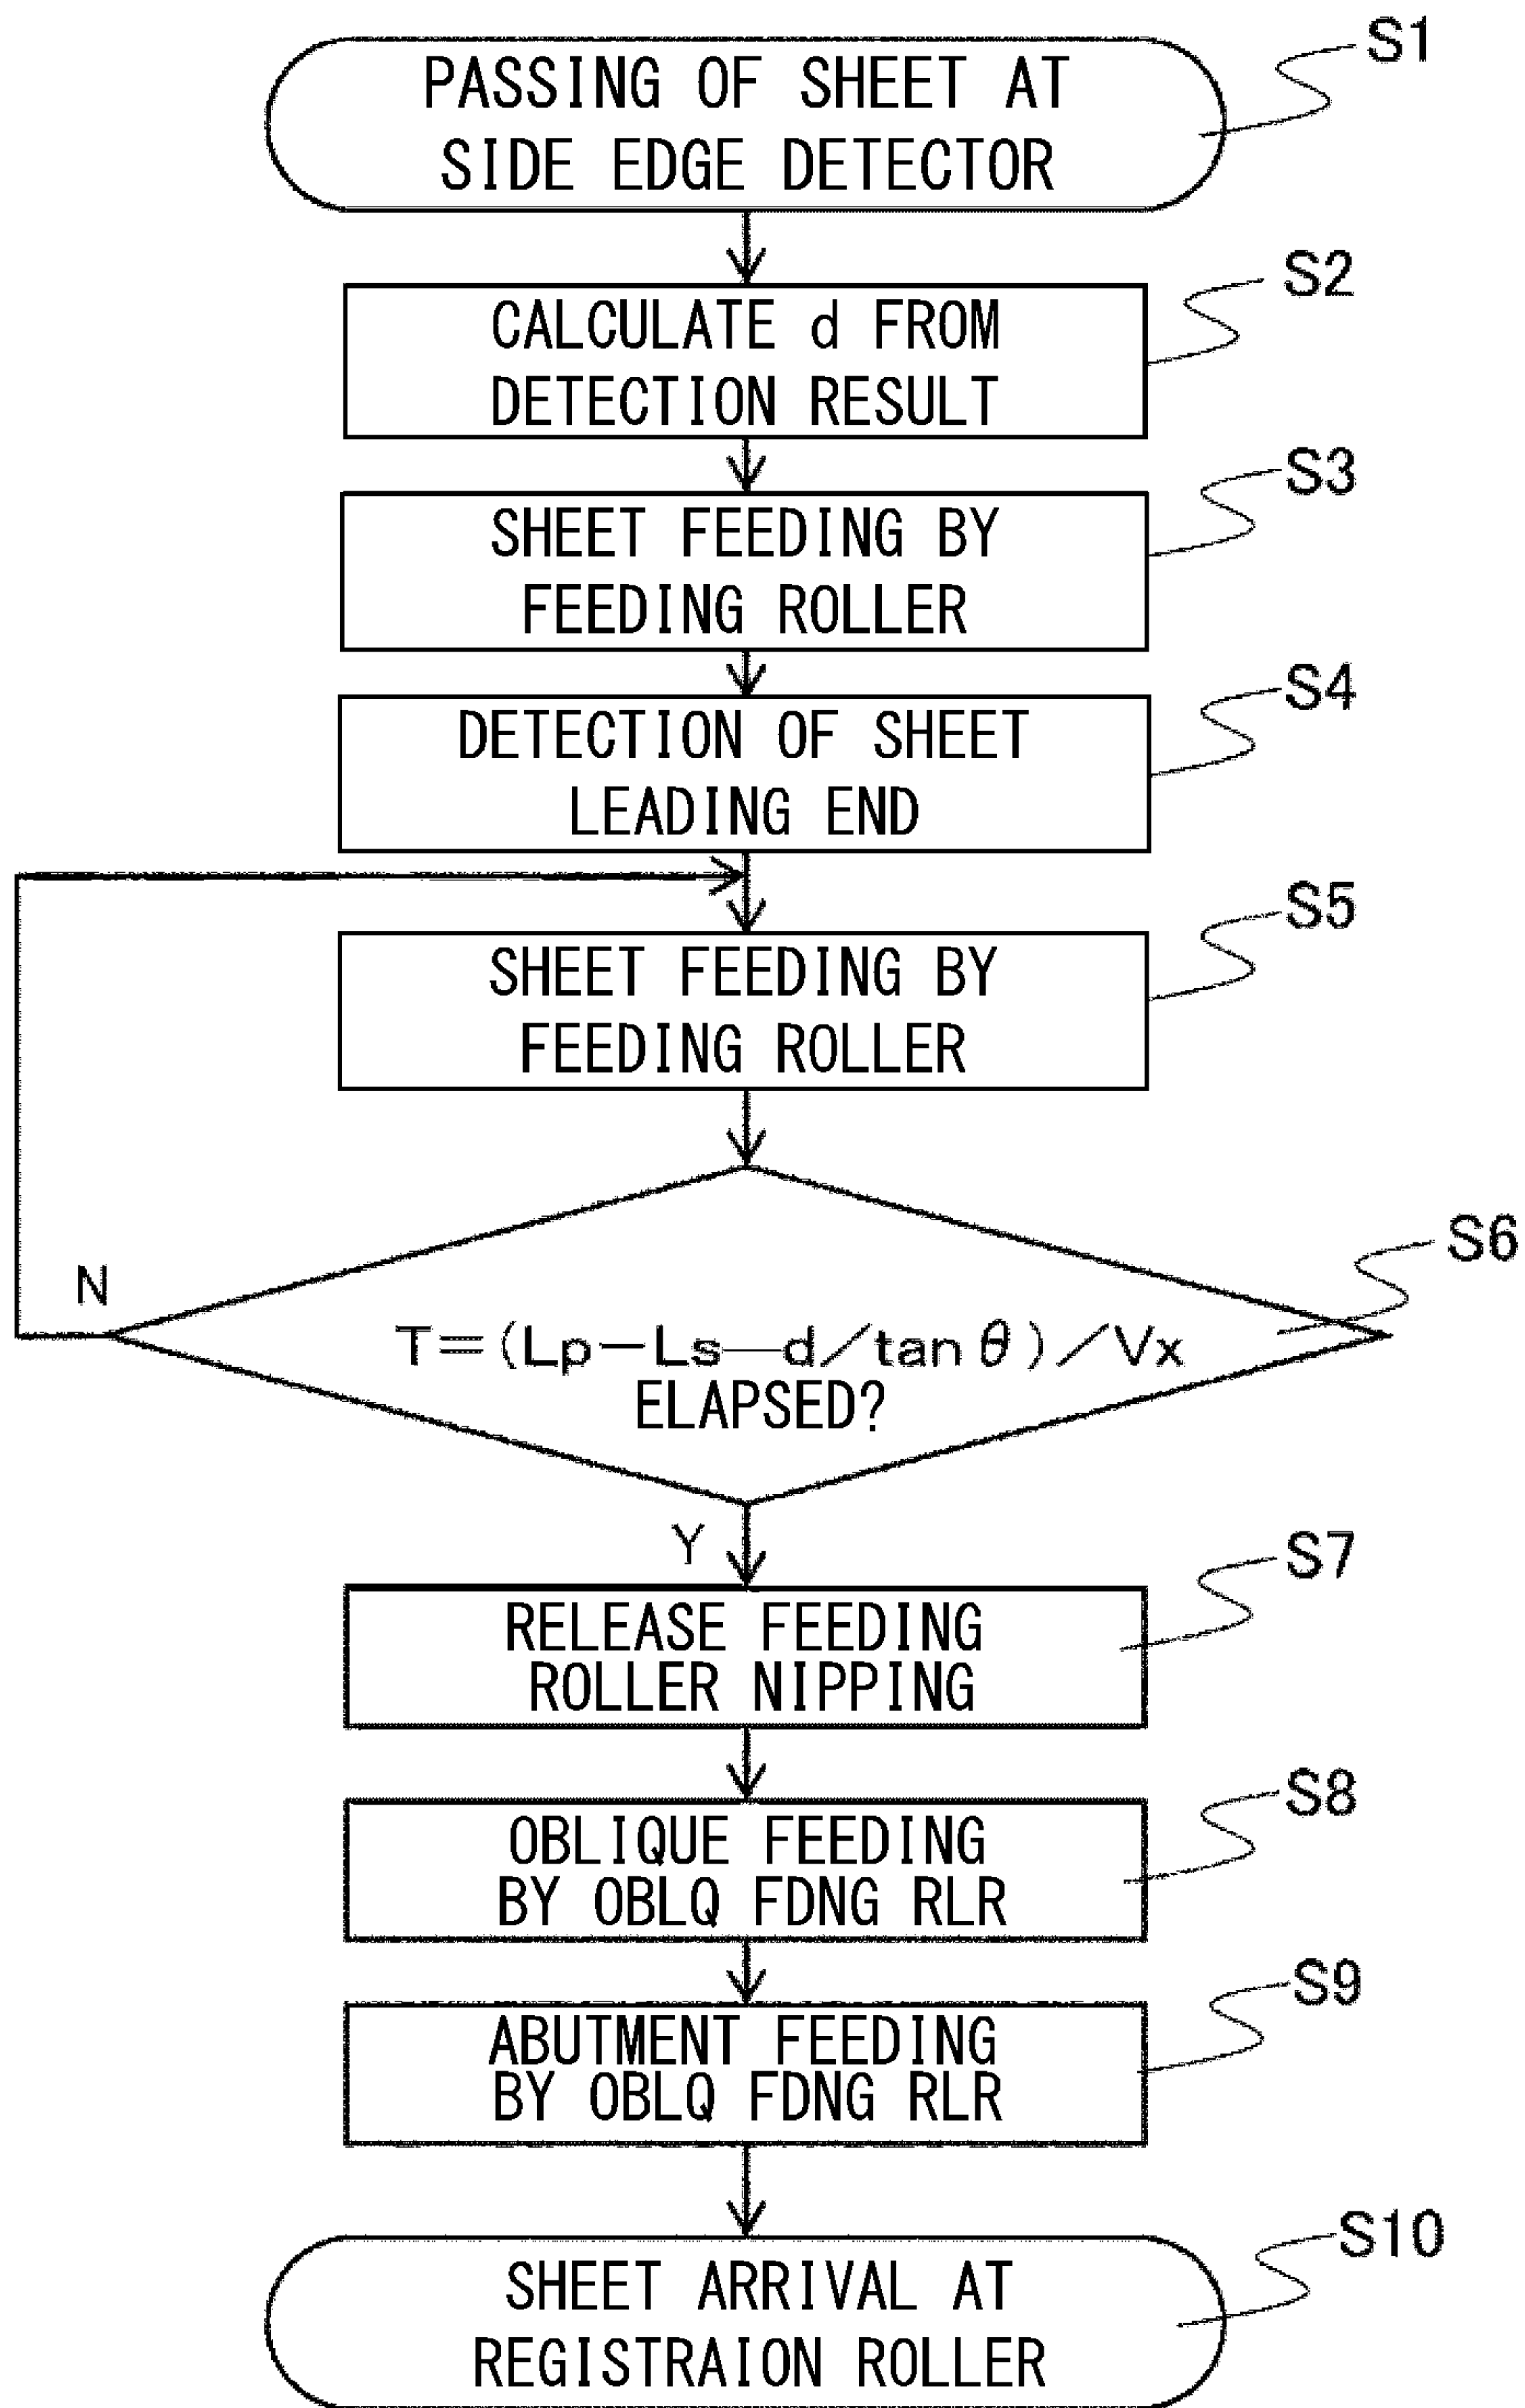 PASSING OF SHEET AT
SIDE EDGE DETECTOR
S1
CALCULATE d FROM
DETECTION RESULT
S2
SHEET FEEDING BY
FEEDING ROLLER
S3
DETECTION OF SHEET
LEADING END
S4
SHEET FEEDING BY
FEEDING ROLLER
S5
N
T=(Lp-Ls-d/tanθ)/Vx
ELAPSED?
S6
Y
RELEASE FEEDING
ROLLER NIPPING
S7
OBLIQUE FEEDING
BY OBLQ FDNG RLR
S8
ABUTMENT FEEDING
BY OBLQ FDNG RLR
S9
SHEET ARRIVAL AT
REGISTRAION ROLLER
S10